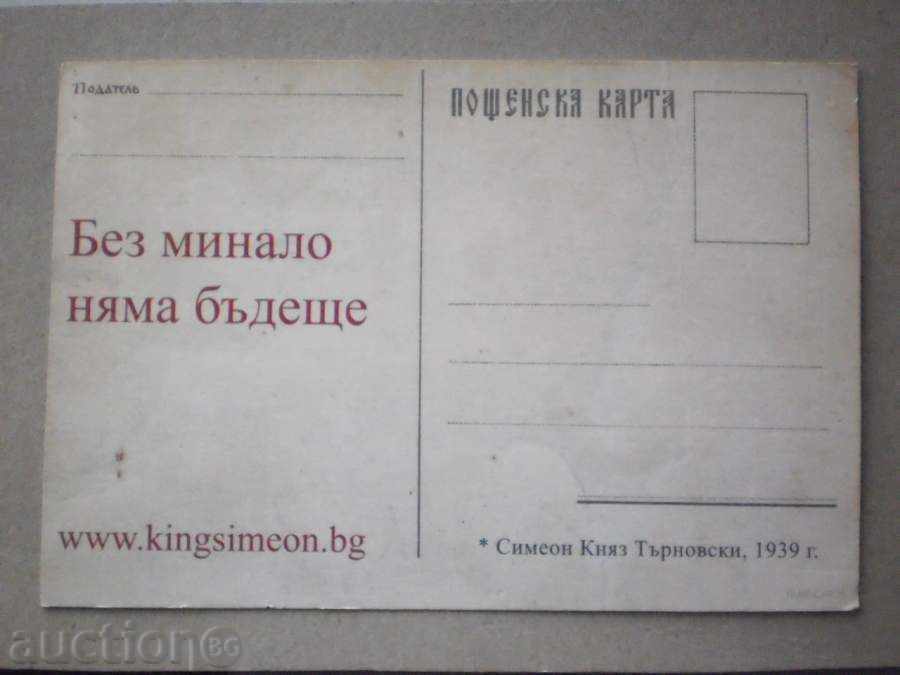 Податель
ПОЩЕНСКА КАРТА
Без минало
няма бъдеще
www.kingsimeon.bg
* Симеон Княз Търновски, 1939 г.
auction BG